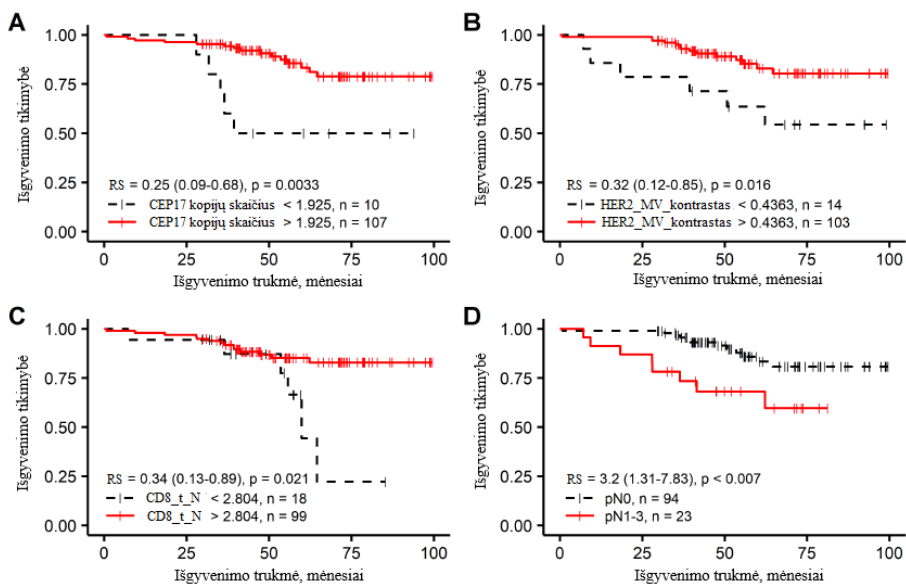 A
1.00
0.75
0.50
0.25
0.00
Išgyvenimo tikimybė
RS = 0.25 (0.09-0.68), p = 0.0033
CEP17 kopijų skaičius < 1.925, n = 10
CEP17 kopijų skaičius > 1.925, n = 107
0 25 50 75 100
Išgyvenimo trukmė, mėnesiai
B
1.00
0.75
0.50
0.25
0.00
Išgyvenimo tikimybė
RS = 0.32 (0.12-0.85), p = 0.016
HER2_MV_kontrastas < 0.4363, n = 14
HER2_MV_kontrastas > 0.4363, n = 103
0 25 50 75 100
Išgyvenimo trukmė, mėnesiai
C
1.00
0.75
0.50
0.25
0.00
Išgyvenimo tikimybė
RS = 0.34 (0.13-0.89), p = 0.021
CD8_t_N < 2.804, n = 18
CD8_t_N > 2.804, n = 99
0 25 50 75 100
Išgyvenimo trukmė, mėnesiai
D
1.00
0.75
0.50
0.25
0.00
Išgyvenimo tikimybė
RS = 3.2 (1.31-7.83), p < 0.007
pN0, n = 94
pN1-3, n = 23
0 25 50 75 100
Išgyvenimo trukmė, mėnesiai